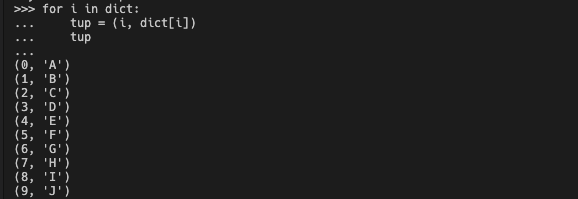 >>> for i in dict:
...     tup = (i, dict[i])
...     tup
...
(0, 'A')
(1, 'B')
(2, 'C')
(3, 'D')
(4, 'E')
(5, 'F')
(6, 'G')
(7, 'H')
(8, 'I')
(9, 'J')